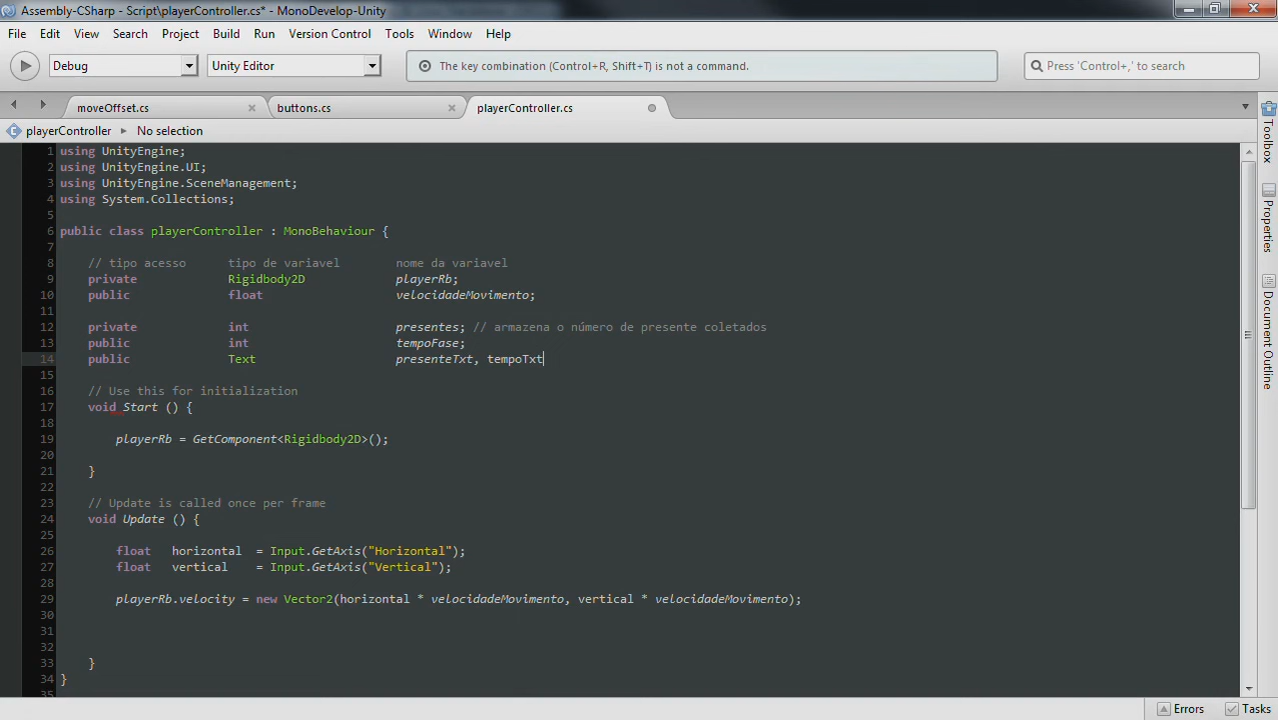 Assembly-CSharp - Script\playerController.cs* - MonoDevelop-Unity
File Edit View Search Project Build Run Version Control Tools Window Help
Debug Unity Editor The key combination (Control+R, Shift+T) is not a command. Press 'Control+,' to search
moveOffset.cs buttons.cs playerController.cs
playerController No selection
1 using UnityEngine;
2 using UnityEngine.UI;
3 using UnityEngine.SceneManagement;
4 using System.Collections;
5
6 public class playerController : MonoBehaviour {
7
8 // tipo acesso tipo de variavel nome da variavel
9 private Rigidbody2D playerRb;
10 public float velocidadeMovimento;
11
12 private int presentes; // armazena o número de presente coletados
13 public int tempoFase;
14 public Text presenteTxt, tempoTxt
15
16 // Use this for initialization
17 void Start () {
18
19 playerRb = GetComponent<Rigidbody2D>();
20
21 }
22
23 // Update is called once per frame
24 void Update () {
25
26 float horizontal = Input.GetAxis("Horizontal");
27 float vertical = Input.GetAxis("Vertical");
28
29 playerRb.velocity = new Vector2(horizontal * velocidadeMovimento, vertical * velocidadeMovimento);
30
31
32
33 }
34 }
35
Toolbox
Properties
Document Outline
Errors Tasks